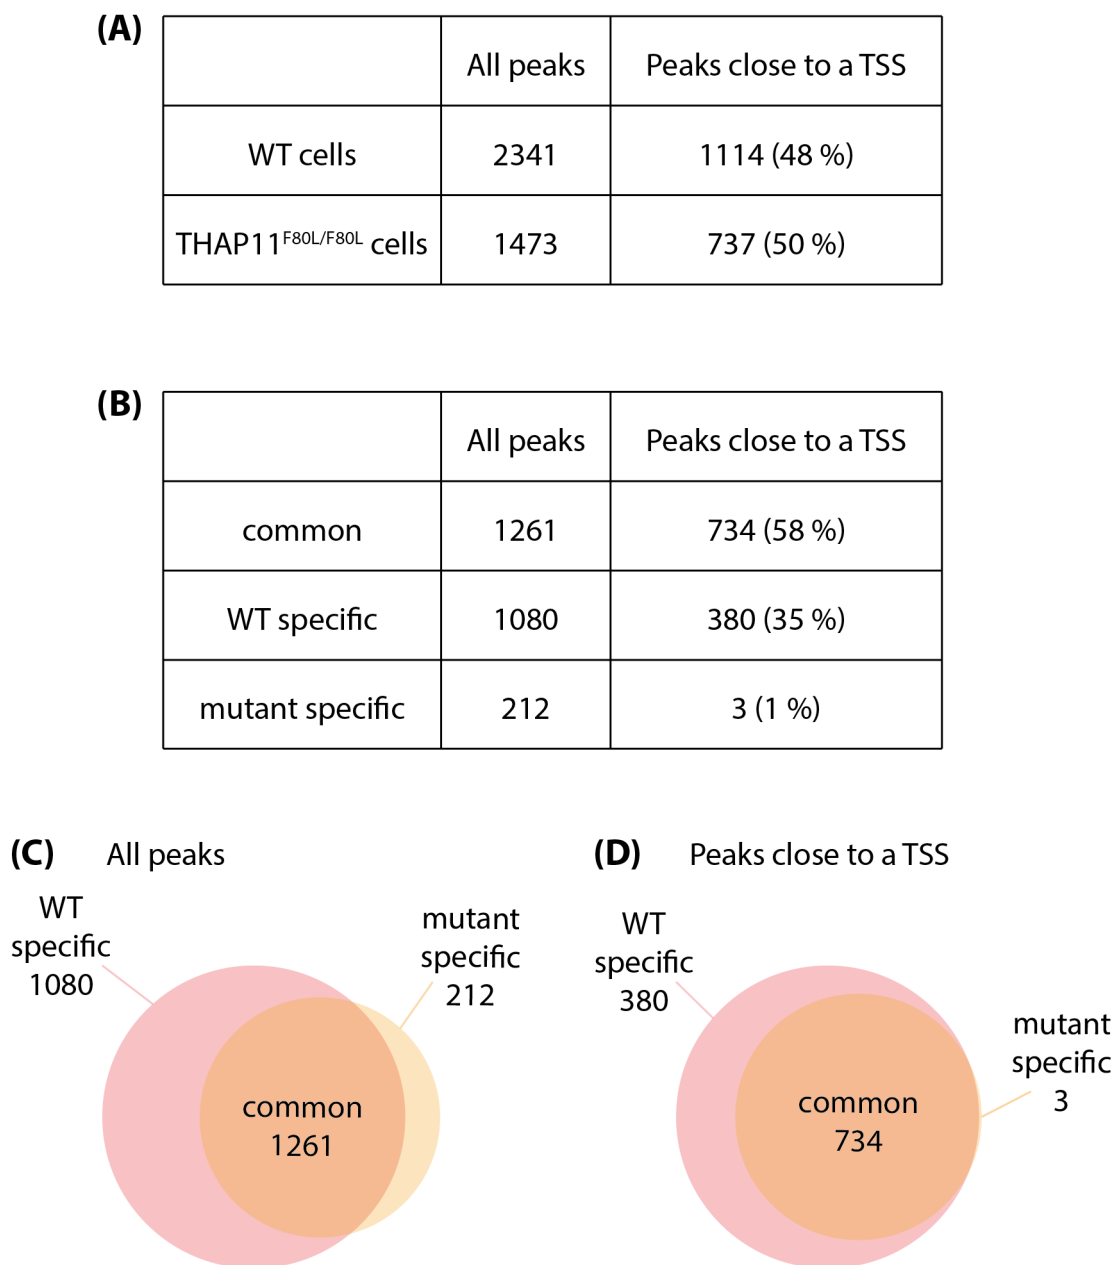 (A)
All peaks Peaks close to a TSS
WT cells 2341 1114 (48 %)
THAP11F80L/F80L cells 1473 737 (50 %)
(B)
All peaks Peaks close to a TSS
common 1261 734 (58 %)
WT specific 1080 380 (35 %)
mutant specific 212 3 (1 %)
(C) All peaks
WT
specific
1080
mutant
specific
212
common
1261
(D) Peaks close to a TSS
WT
specific
380
mutant
specific
3
common
734